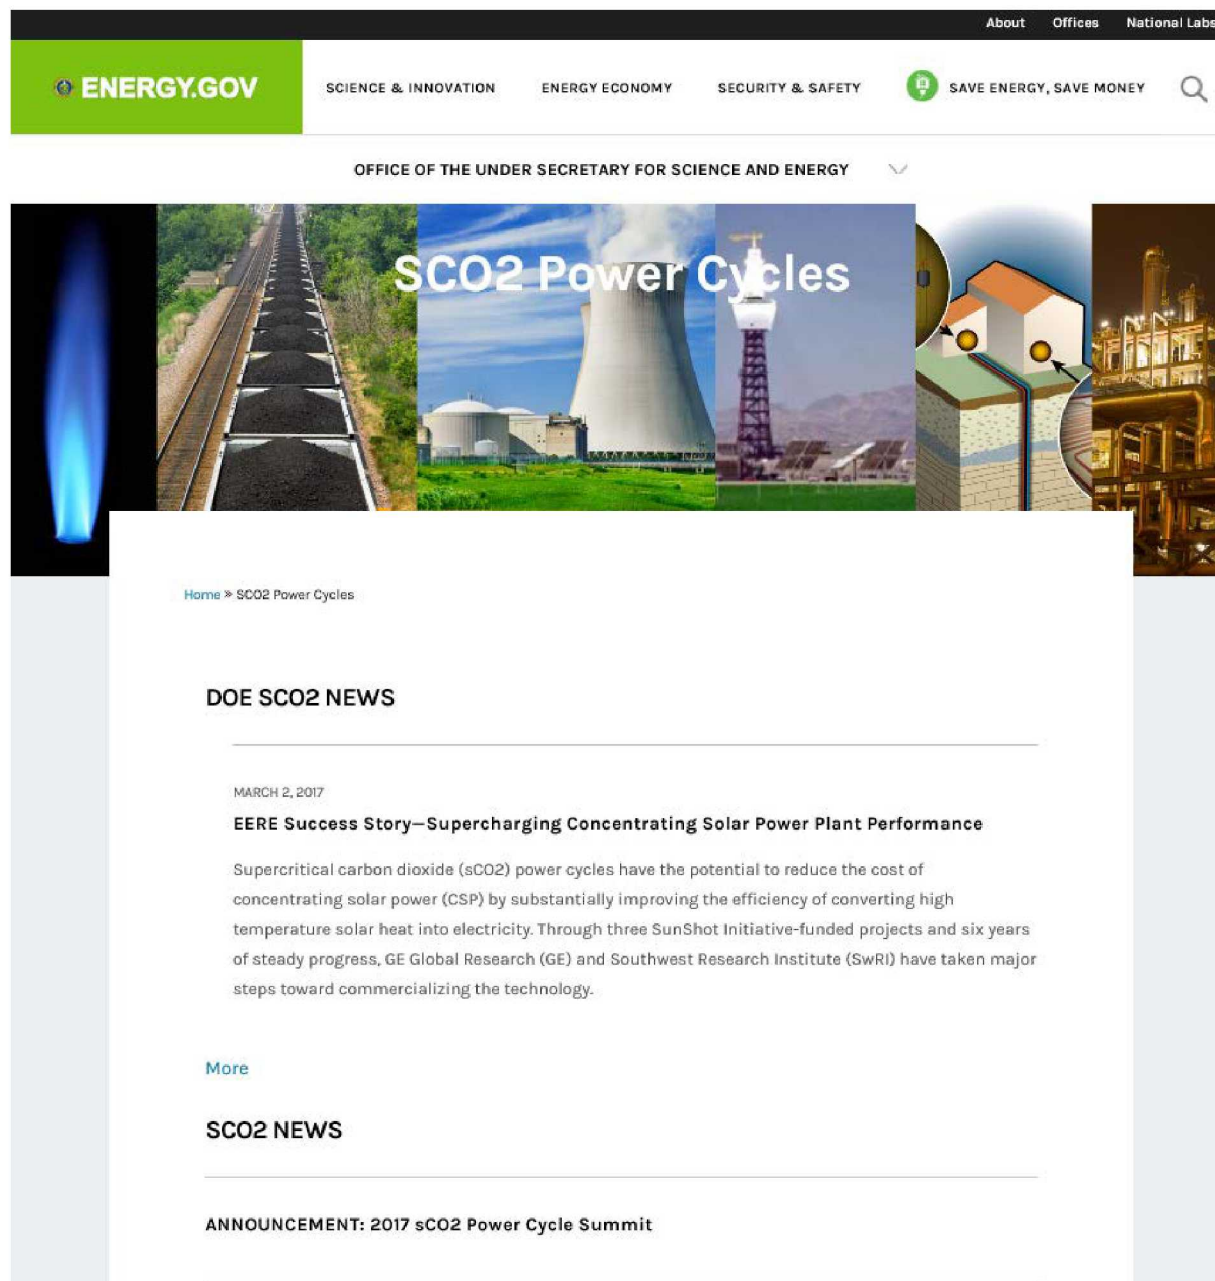 About Offices National Labs
ENERGY.GOV
SCIENCE & INNOVATION ENERGY ECONOMY SECURITY & SAFETY SAVE ENERGY, SAVE MONEY
OFFICE OF THE UNDER SECRETARY FOR SCIENCE AND ENERGY
SCO2 Power Cycles
Home » SCO2 Power Cycles
DOE SCO2 NEWS
MARCH 2, 2017
EERE Success Story—Supercharging Concentrating Solar Power Plant Performance
Supercritical carbon dioxide (sCO2) power cycles have the potential to reduce the cost of
concentrating solar power (CSP) by substantially improving the efficiency of converting high
temperature solar heat into electricity. Through three SunShot Initiative-funded projects and six years
of steady progress, GE Global Research (GE) and Southwest Research Institute (SwRI) have taken major
steps toward commercializing the technology.
More
SCO2 NEWS
ANNOUNCEMENT: 2017 sCO2 Power Cycle Summit